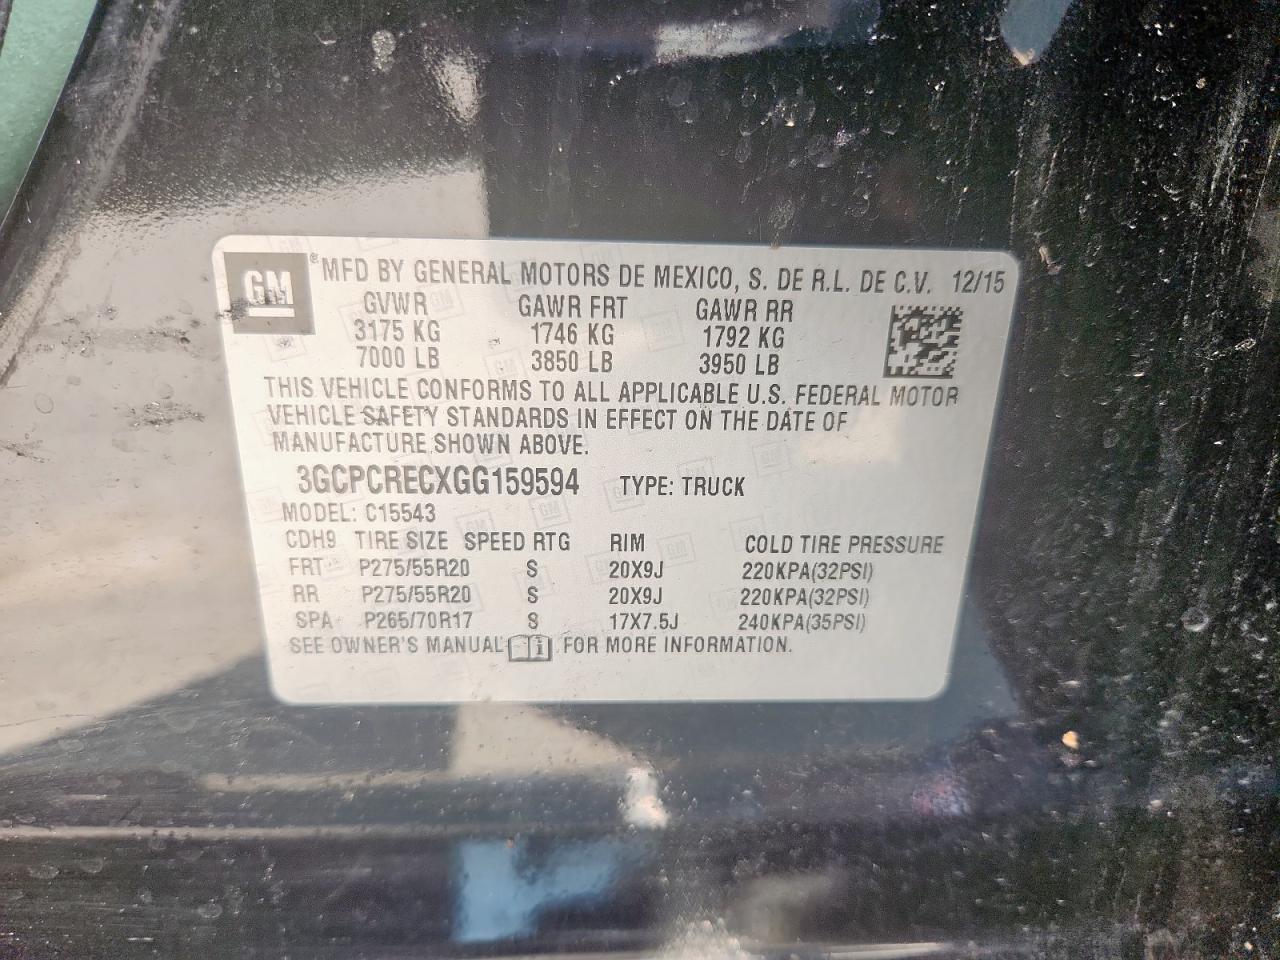 GM ® MFD BY GENERAL MOTORS DE MEXICO, S. DE R.L. DE C.V. 12/15
GVWR GAWR FRT GAWR RR
3175 KG 1746 KG 1792 KG
7000 LB 3850 LB 3950 LB
THIS VEHICLE CONFORMS TO ALL APPLICABLE U.S. FEDERAL MOTOR
VEHICLE SAFETY STANDARDS IN EFFECT ON THE DATE OF
MANUFACTURE SHOWN ABOVE.
3GCPCRECXGG159594 TYPE: TRUCK
MODEL: C15543
CDH9 TIRE SIZE SPEED RTG RIM COLD TIRE PRESSURE
FRT P275/55R20 S 20X9J 220KPA(32PSI)
RR P275/55R20 S 20X9J 220KPA(32PSI)
SPA P265/70R17 S 17X7.5J 240KPA(35PSI)
SEE OWNER'S MANUAL i FOR MORE INFORMATION.